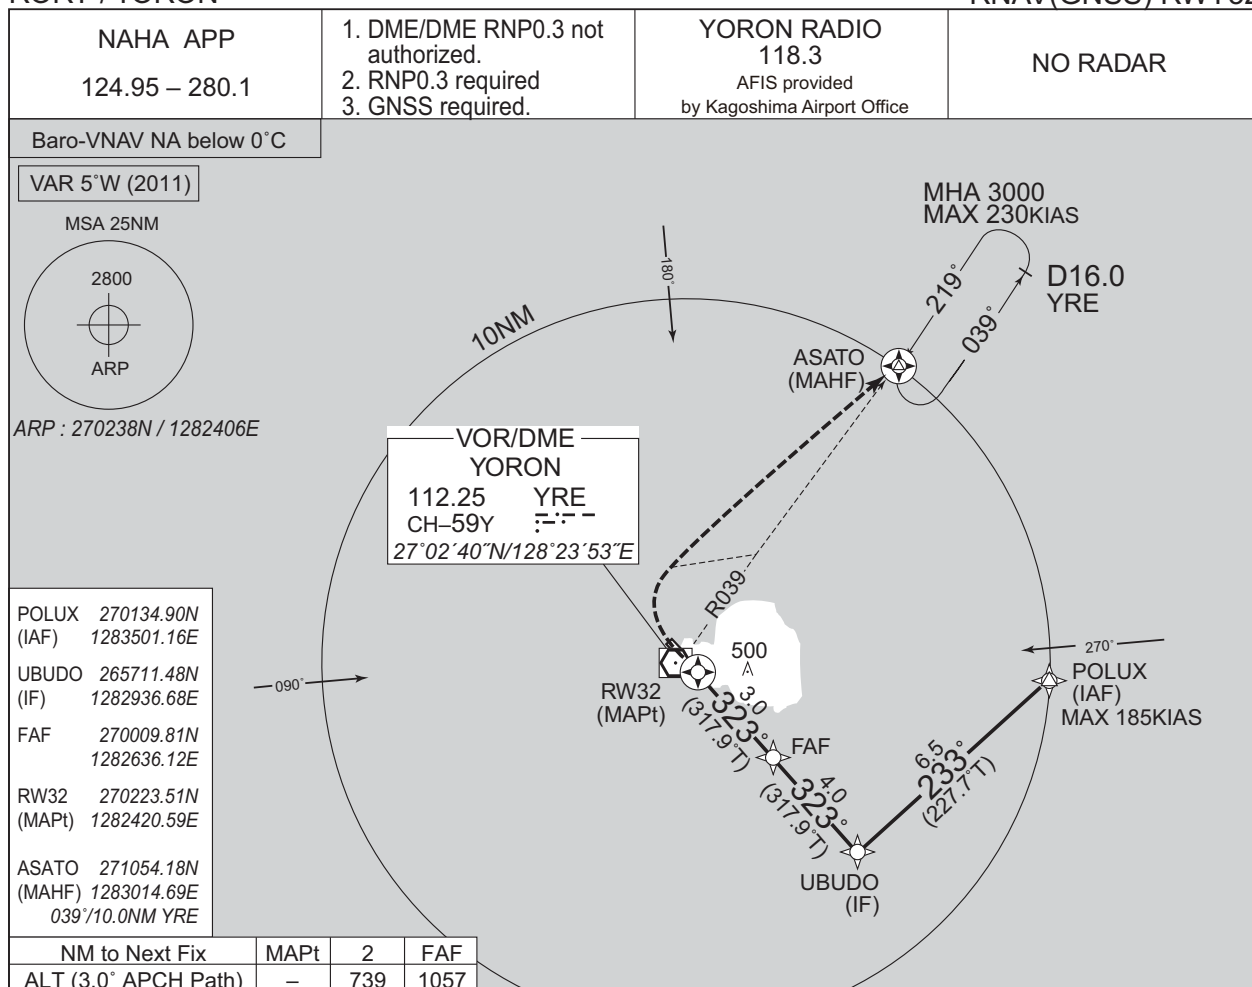 NAHA APP
124.95 – 280.1
1. DME/DME RNP0.3 not
authorized.
2. RNP0.3 required
3. GNSS required.
YORON RADIO
118.3
AFIS provided
by Kagoshima Airport Office
NO RADAR
Baro-VNAV NA below 0˚C
VAR 5˚W (2011)
MSA 25NM
2800
ARP
ARP : 270238N / 1282406E
MHA 3000
MAX 230KIAS
219˚
039˚
D16.0
YRE
180˚
10NM
ASATO
(MAHF)
VOR/DME
YORON
112.25 YRE
CH–59Y
27˚02´40˝N/128˚23´53˝E
R039
500
RW32
(MAPt)
3.0
323˚
(317.9˚T)
FAF
4.0
323˚
(317.9˚T)
UBUDO
(IF)
6.5
233˚
(227.7˚T)
270˚
POLUX
(IAF)
MAX 185KIAS
090˚
POLUX 270134.90N
(IAF) 1283501.16E
UBUDO 265711.48N
(IF) 1282936.68E
FAF 270009.81N
1282636.12E
RW32 270223.51N
(MAPt) 1282420.59E
ASATO 271054.18N
(MAHF) 1283014.69E
039˚/10.0NM YRE
NM to Next Fix MAPt 2 FAF
ALT (3.0˚ APCH Path) – 739 1057